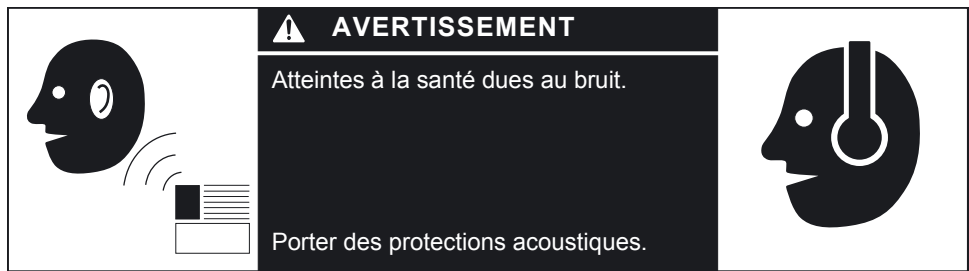 AVERTISSEMENT
Atteintes à la santé dues au bruit.
Porter des protections acoustiques.